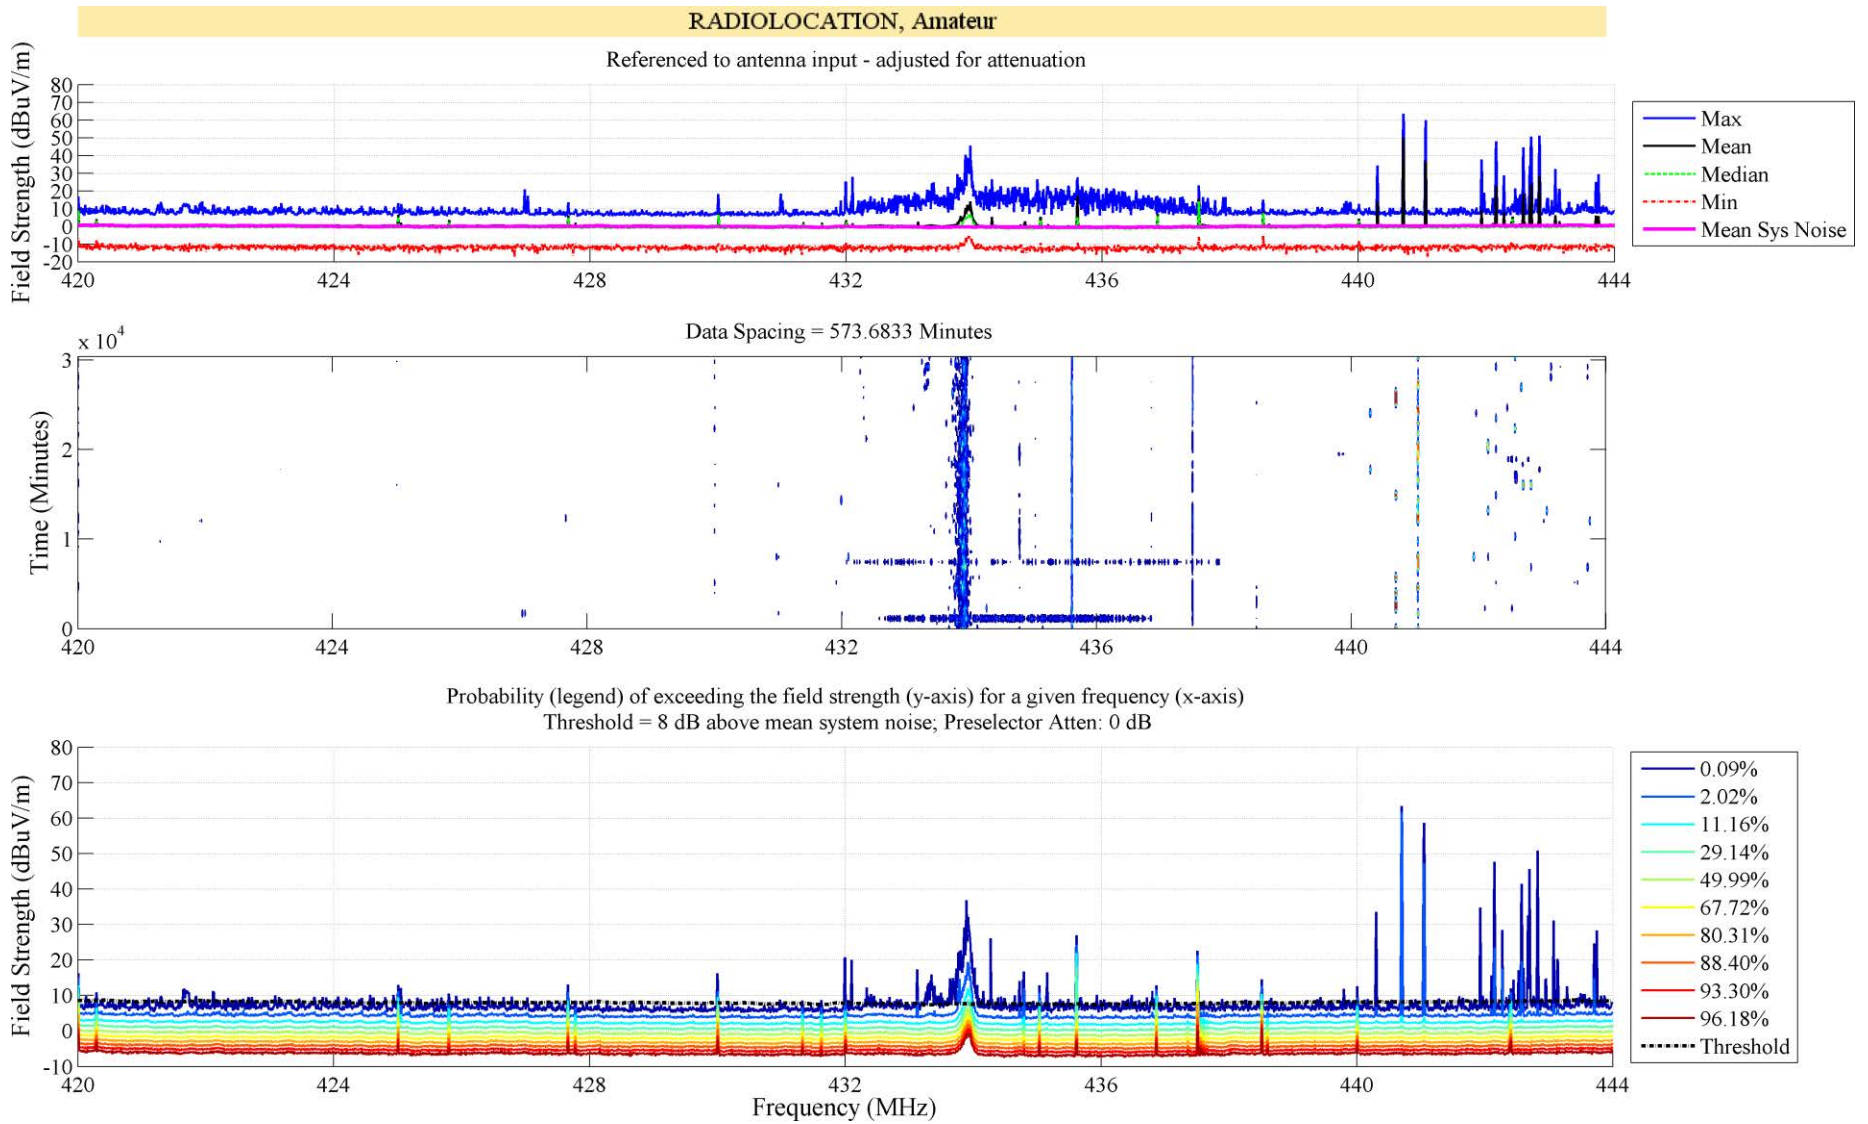 RADIOLOCATION, Amateur
Referenced to antenna input - adjusted for attenuation
Field Strength (dBuV/m)
80
70
60
50
40
30
20
10
0
-10
-20
420 424 428 432 436 440 444
Max
Mean
Median
Min
Mean Sys Noise
Data Spacing = 573.6833 Minutes
x 10^4
Time (Minutes)
3
2
1
0
420 424 428 432 436 440 444
Probability (legend) of exceeding the field strength (y-axis) for a given frequency (x-axis)
Threshold = 8 dB above mean system noise; Preselector Atten: 0 dB
Field Strength (dBuV/m)
80
70
60
50
40
30
20
10
0
-10
420 424 428 432 436 440 444
Frequency (MHz)
0.09%
2.02%
11.16%
29.14%
49.99%
67.72%
80.31%
88.40%
93.30%
96.18%
Threshold